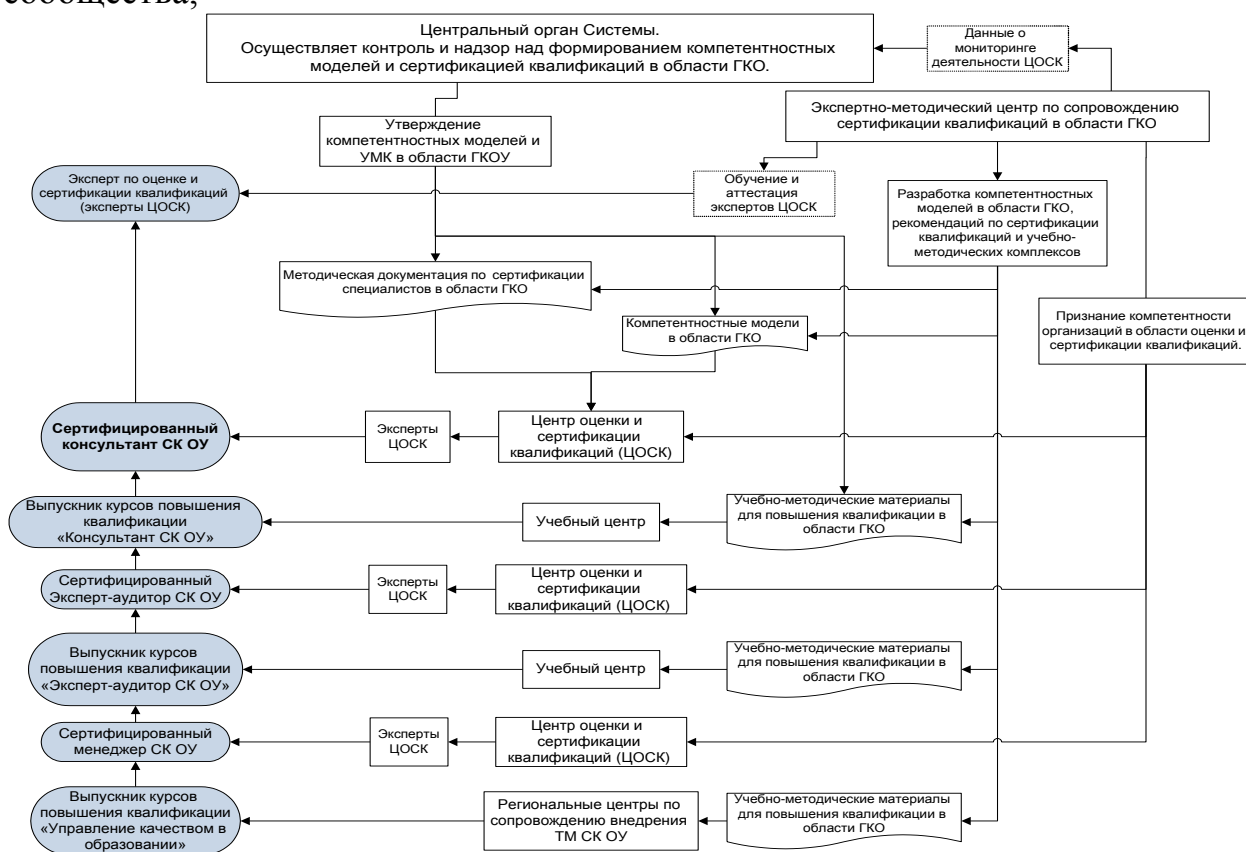 сообщества;
Центральный орган Системы.
Осуществляет контроль и надзор над формированием компетентностных
моделей и сертификацией квалификаций в области ГКО.
Данные о
мониторинге
деятельности ЦОСК
Экспертно-методический центр по сопровождению
сертификации квалификаций в области ГКО
Утверждение
компетентностных моделей и
УМК в области ГКОУ
Эксперт по оценке и
сертификации квалификаций
(эксперты ЦОСК)
Обучение и
аттестация
экспертов ЦОСК
Разработка компетентностных
моделей в области ГКО,
рекомендаций по сертификации
квалификаций и учебно-
методических комплексов
Методическая документация по сертификации
специалистов в области ГКО
Компетентностные модели
в области ГКО
Признание компетентности
организаций в области оценки и
сертификации квалификаций.
Сертифицированный
консультант СК ОУ
Эксперты
ЦОСК
Центр оценки и
сертификации
квалификаций (ЦОСК)
Выпускник курсов повышения
квалификации
«Консультант СК ОУ»
Учебный центр
Учебно-методические материалы
для повышения квалификации в
области ГКО
Сертифицированный
Эксперт-аудитор СК ОУ
Эксперты
ЦОСК
Центр оценки и
сертификации
квалификаций (ЦОСК)
Выпускник курсов
повышения квалификации
«Эксперт-аудитор СК ОУ»
Учебный центр
Учебно-методические материалы
для повышения квалификации в
области ГКО
Сертифицированный
менеджер СК ОУ
Эксперты
ЦОСК
Центр оценки и
сертификации
квалификаций (ЦОСК)
Выпускник курсов
повышения квалификации
«Управление качеством в
образовании»
Региональные центры по
сопровождению внедрения
ТМ СК ОУ
Учебно-методические материалы
для повышения квалификации в
области ГКО